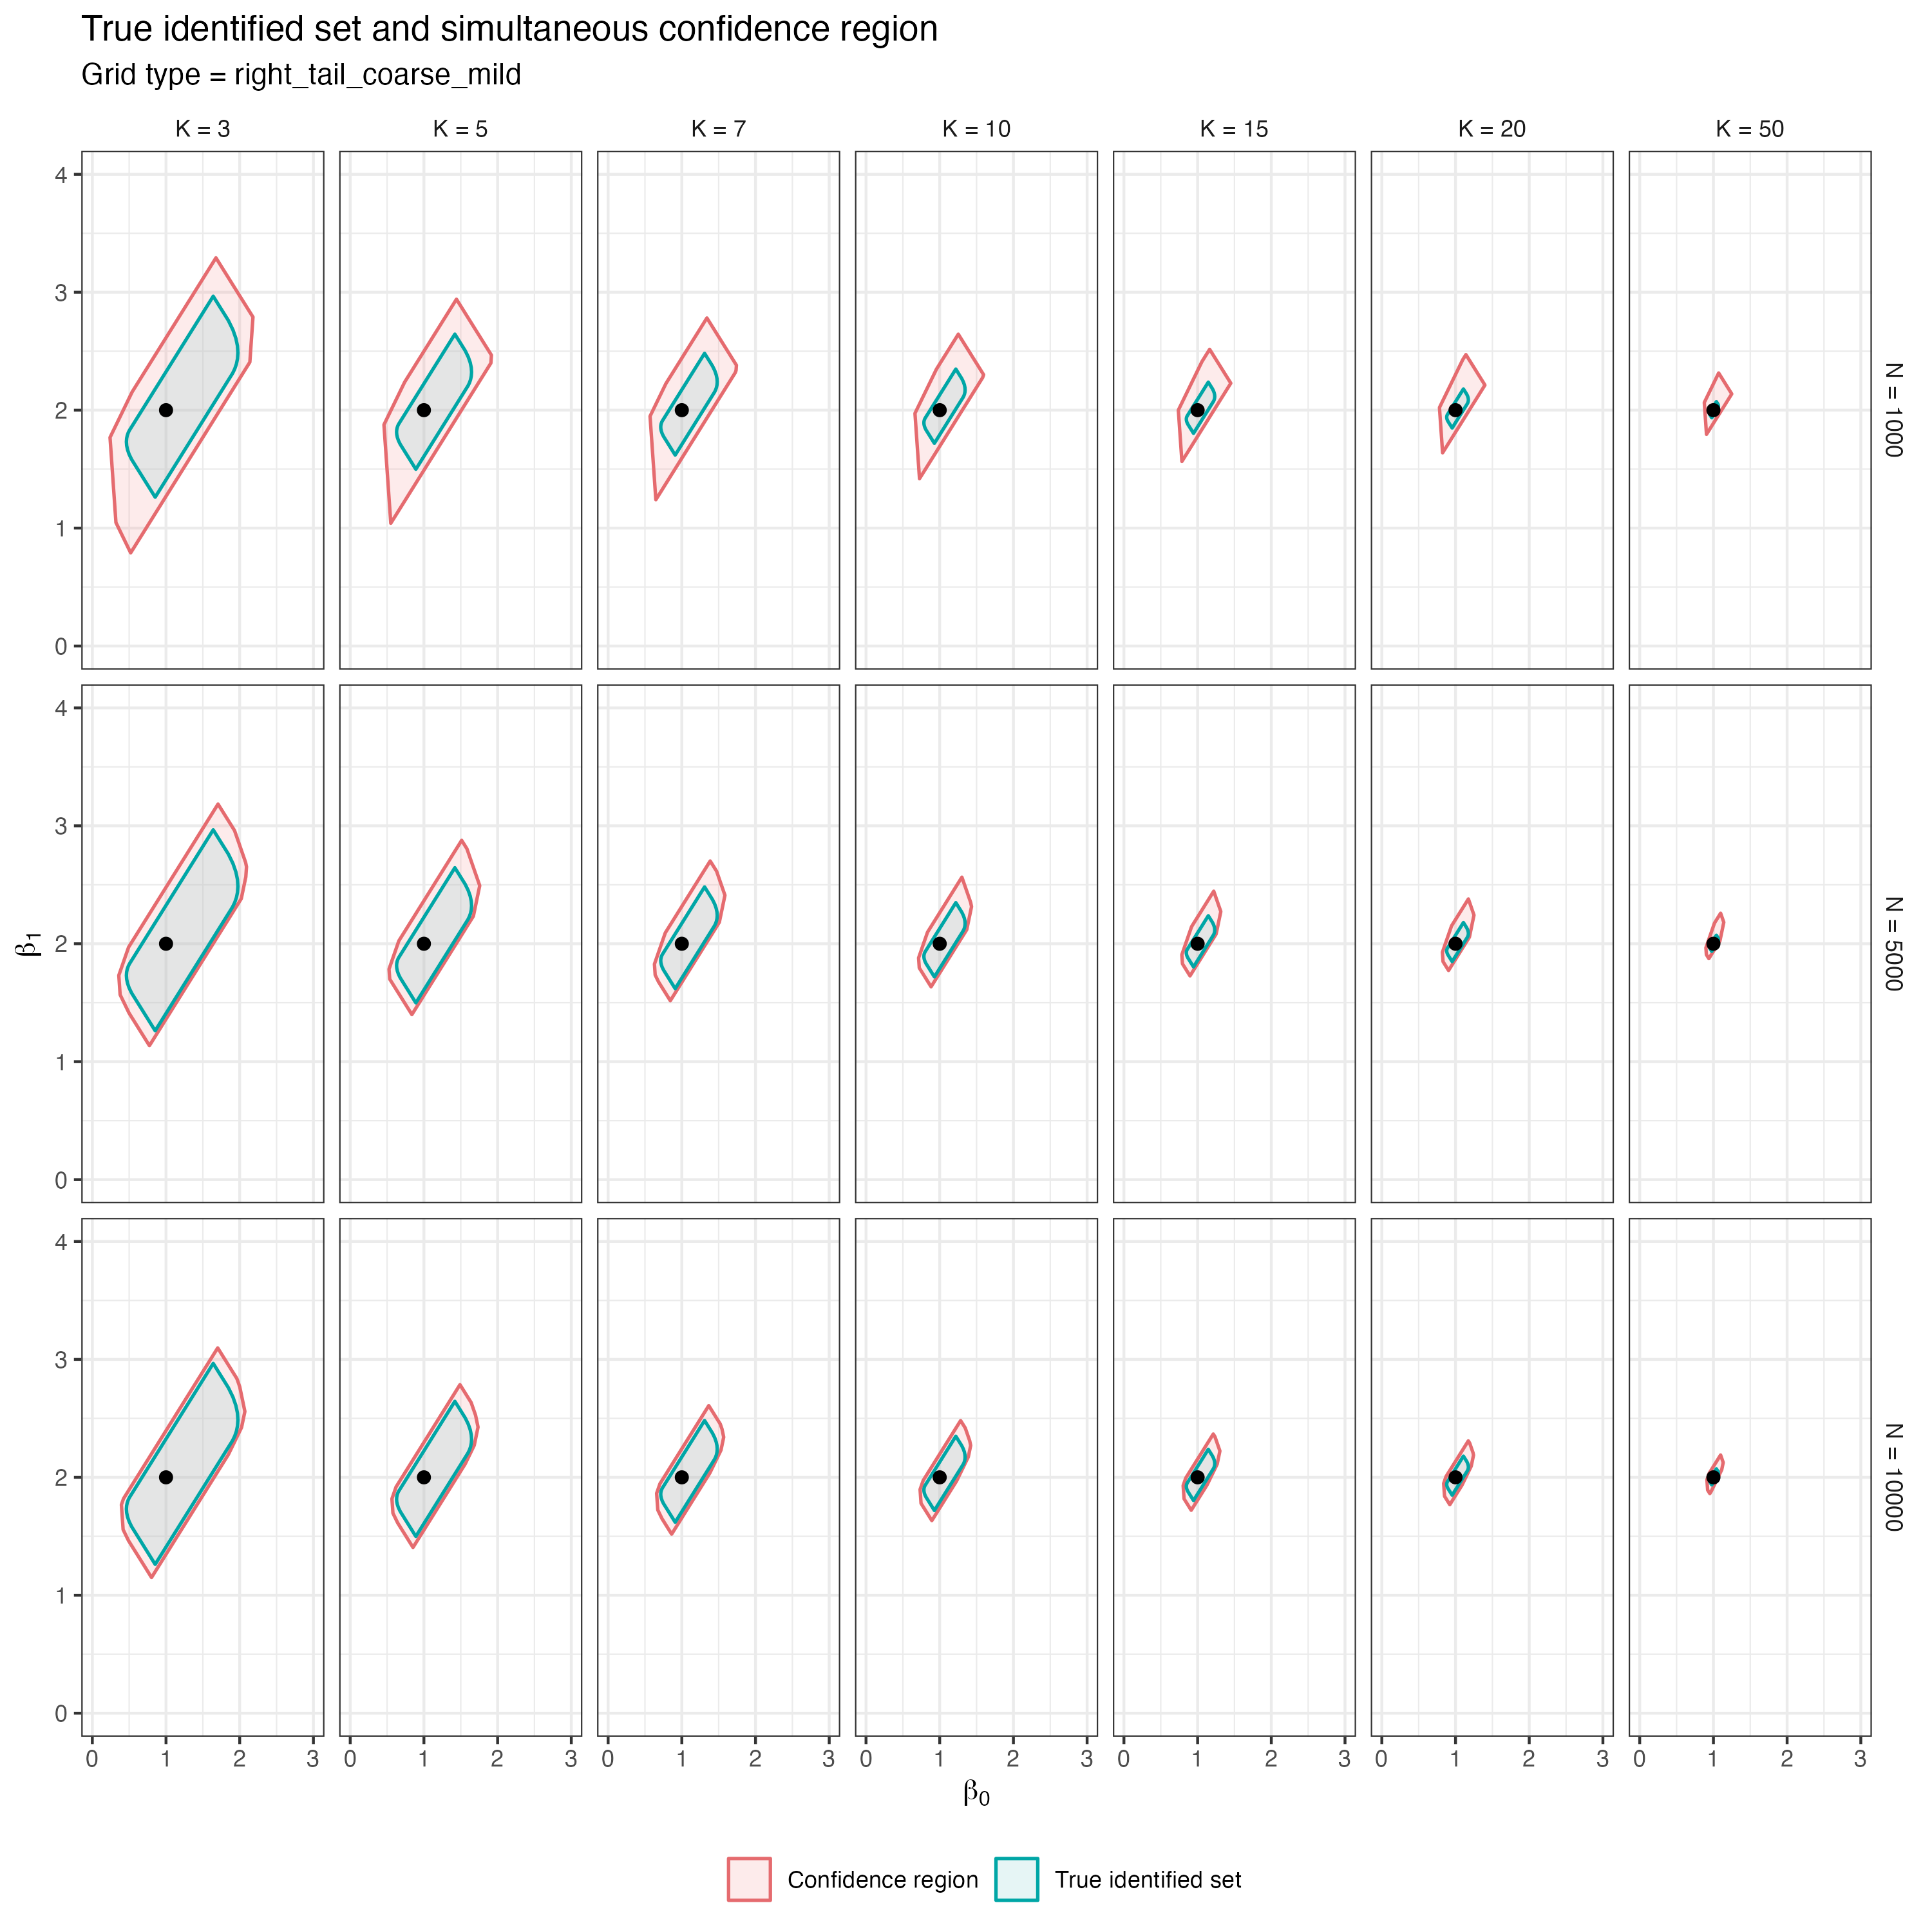 True identified set and simultaneous confidence region
Grid type = right_tail_coarse_mild
K = 3 K = 5 K = 7 K = 10 K = 15 K = 20 K = 50
4
3
2
1
0
N = 1000
4
3
2
1
0
N = 5000
4
3
2
1
0
N = 10000
β1
0 1 2 3 0 1 2 3 0 1 2 3 0 1 2 3 0 1 2 3 0 1 2 3 0 1 2 3
β0
Confidence region True identified set